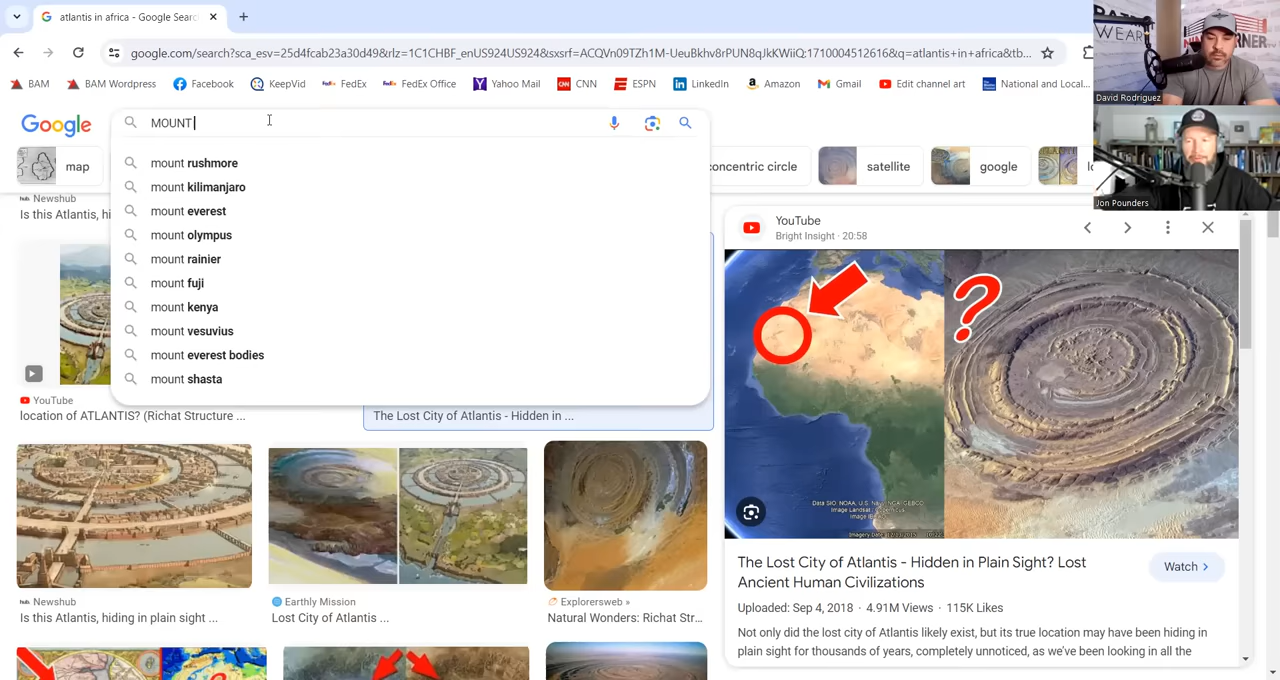 atlantis in africa - Google Searc
google.com/search?sca_esv=25d4fcab23a30d49&rlz=1C1CHBF_enUS924US924&sxsrf=ACQVn09TZh1M-UeuBkhv8rPUN8qJkKWiiQ:1710004512616&q=atlantis+in+africa&tb...
BAM
BAM Wordpress
Facebook
KeepVid
FedEx
FedEx Office
Yahoo Mail
CNN
ESPN
LinkedIn
Amazon
Gmail
Edit channel art
National and Local...
WEAR
David Rodriguez
Jon Pounders
Google
MOUNT
map
concentric circle
satellite
google
mount rushmore
mount kilimanjaro
mount everest
mount olympus
mount rainier
mount fuji
mount kenya
mount vesuvius
mount everest bodies
mount shasta
Newshub
Is this Atlantis, hi
YouTube
location of ATLANTIS? (Richat Structure ...
The Lost City of Atlantis - Hidden in ...
Newshub
Is this Atlantis, hiding in plain sight ...
Earthly Mission
Lost City of Atlantis ...
Explorersweb »
Natural Wonders: Richat Str...
YouTube
Bright Insight · 20:58
?
Data SIO, NOAA, U.S. Navy, NGA, GEBCO
The Lost City of Atlantis - Hidden in Plain Sight? Lost
Ancient Human Civilizations
Watch
Uploaded: Sep 4, 2018 · 4.91M Views · 115K Likes
Not only did the lost city of Atlantis likely exist, but its true location may have been hiding in
plain sight for thousands of years, completely unnoticed, as we've been looking in all the